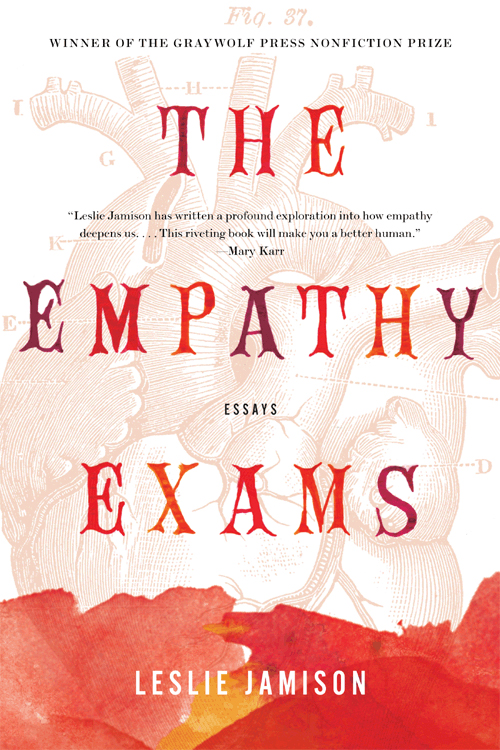 Fig. 37.
WINNER OF THE GRAYWOLF PRESS NONFICTION PRIZE
H
I
I
THE
G
“Leslie Jamison has written a profound exploration into how empathy
deepens us. . . . This riveting book will make you a better human.”
K
—Mary Karr
EMPATHY
E
ESSAYS
D
EXAMS
LESLIE JAMISON